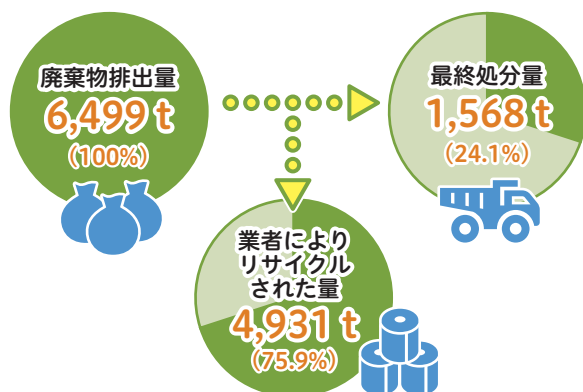 廃棄物排出量
6,499 t
（100%）
最終処分量
1,568 t
（24.1%）
業者により
リサイクル
された量
4,931 t
（75.9%）